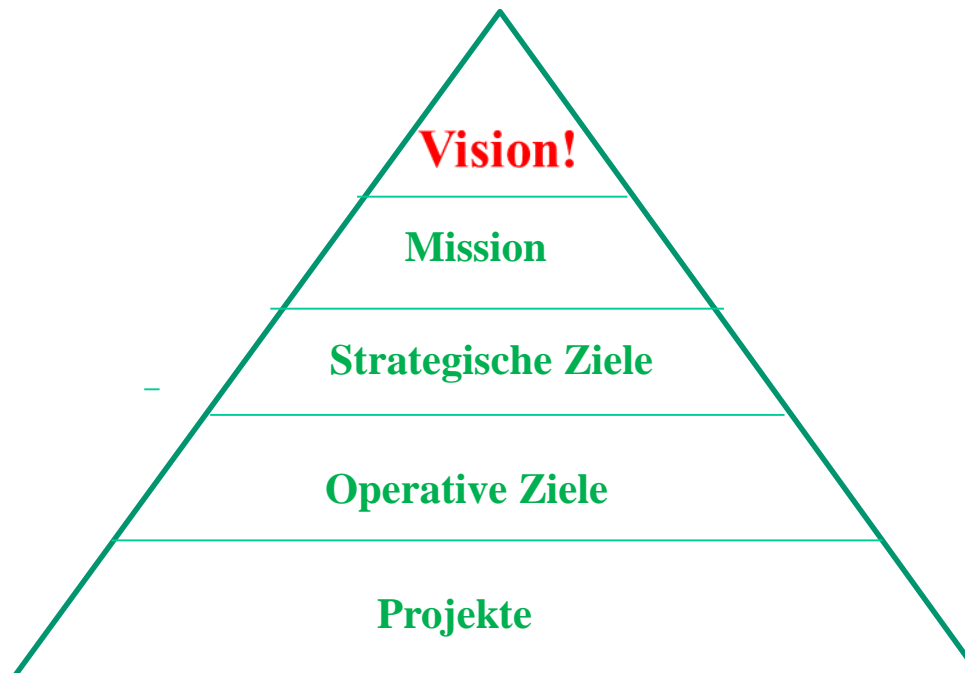 Vision!
Mission
Strategische Ziele
Operative Ziele
Projekte